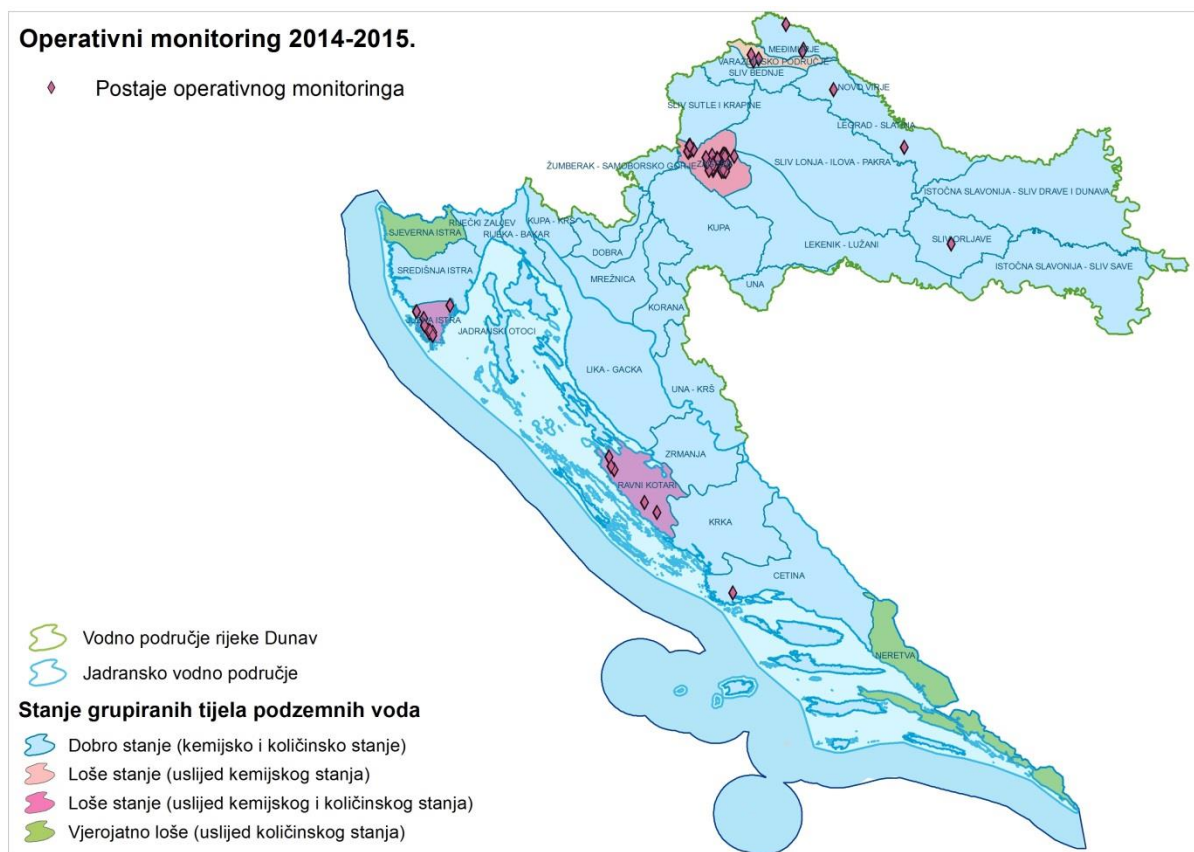 Operativni monitoring 2014-2015.
Postaje operativnog monitoringa
MEĐIMURJE
VARAŽDINSKO PODRUČJE
SLIV BEDNJE
NOVO VIRJE
SLIV SUTLE I KRAPINE
LEGRAD - SLATINA
ŽUMBERAK - SAMOBORSKO GORJE
SLIV LONJA - ILOVA - PAKRA
ISTOČNA SLAVONIJA - SLIV DRAVE I DUNAVA
RIJEČKI ZALJEV
KUPA - KRŠ
SJEVERNA ISTRA
RIJEKA - BAKAR
KUPA
SLIV ORLJAVE
DOBRA
LEKENIK - LUŽANI
ISTOČNA SLAVONIJA - SLIV SAVE
SREDIŠNJA ISTRA
MREŽNICA
UNA
KORANA
ISTRA
JADRANSKI OTOCI
LIKA - GACKA
UNA - KRŠ
ZRMANJA
RAVNI KOTARI
KRKA
CETINA
NERETVA
Vodno područje rijeke Dunav
Jadransko vodno područje
Stanje grupiranih tijela podzemnih voda
Dobro stanje (kemijsko i količinsko stanje)
Loše stanje (uslijed kemijskog stanja)
Loše stanje (uslijed kemijskog i količinskog stanja)
Vjerojatno loše (uslijed količinskog stanja)